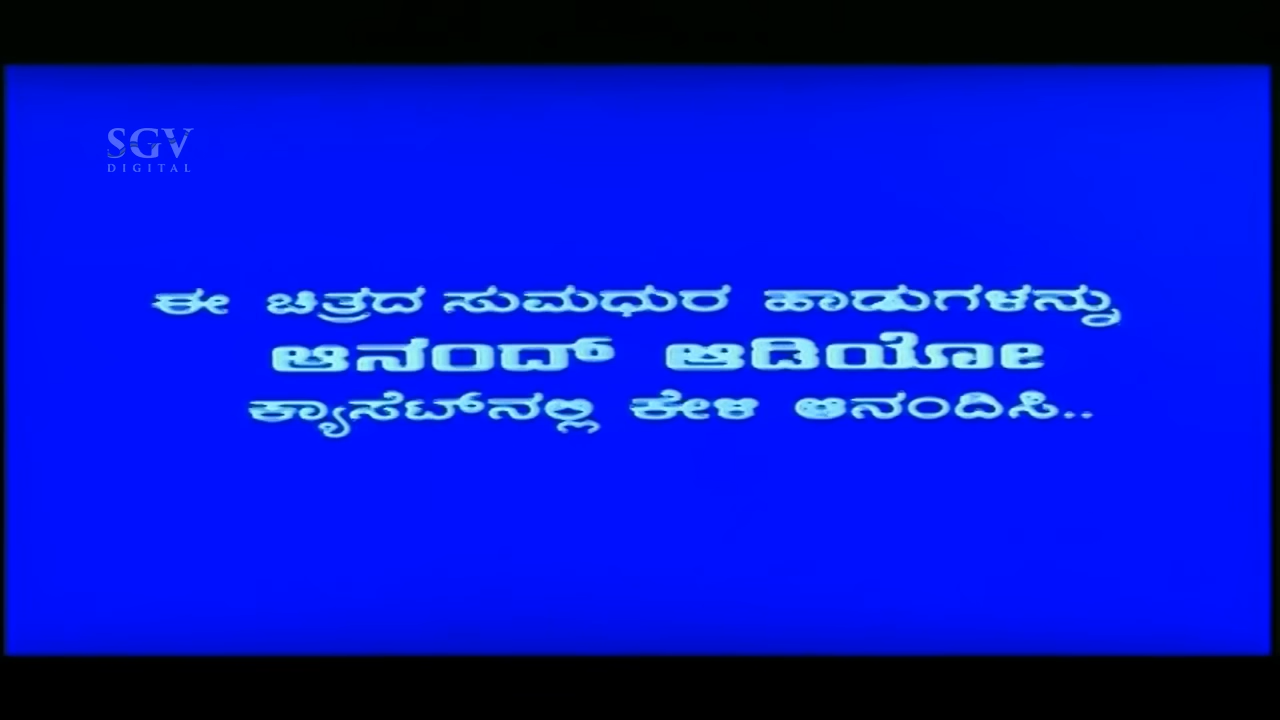 SGV
DIGITAL
ಈ ಚಿತ್ರದ ಸುಮಧುರ ಹಾಡುಗಳನ್ನು
ಆನಂದ್ ಆಡಿಯೋ
ಕ್ಯಾಸೆಟ್‌ನಲ್ಲಿ ಕೇಳಿ ಆನಂದಿಸಿ..